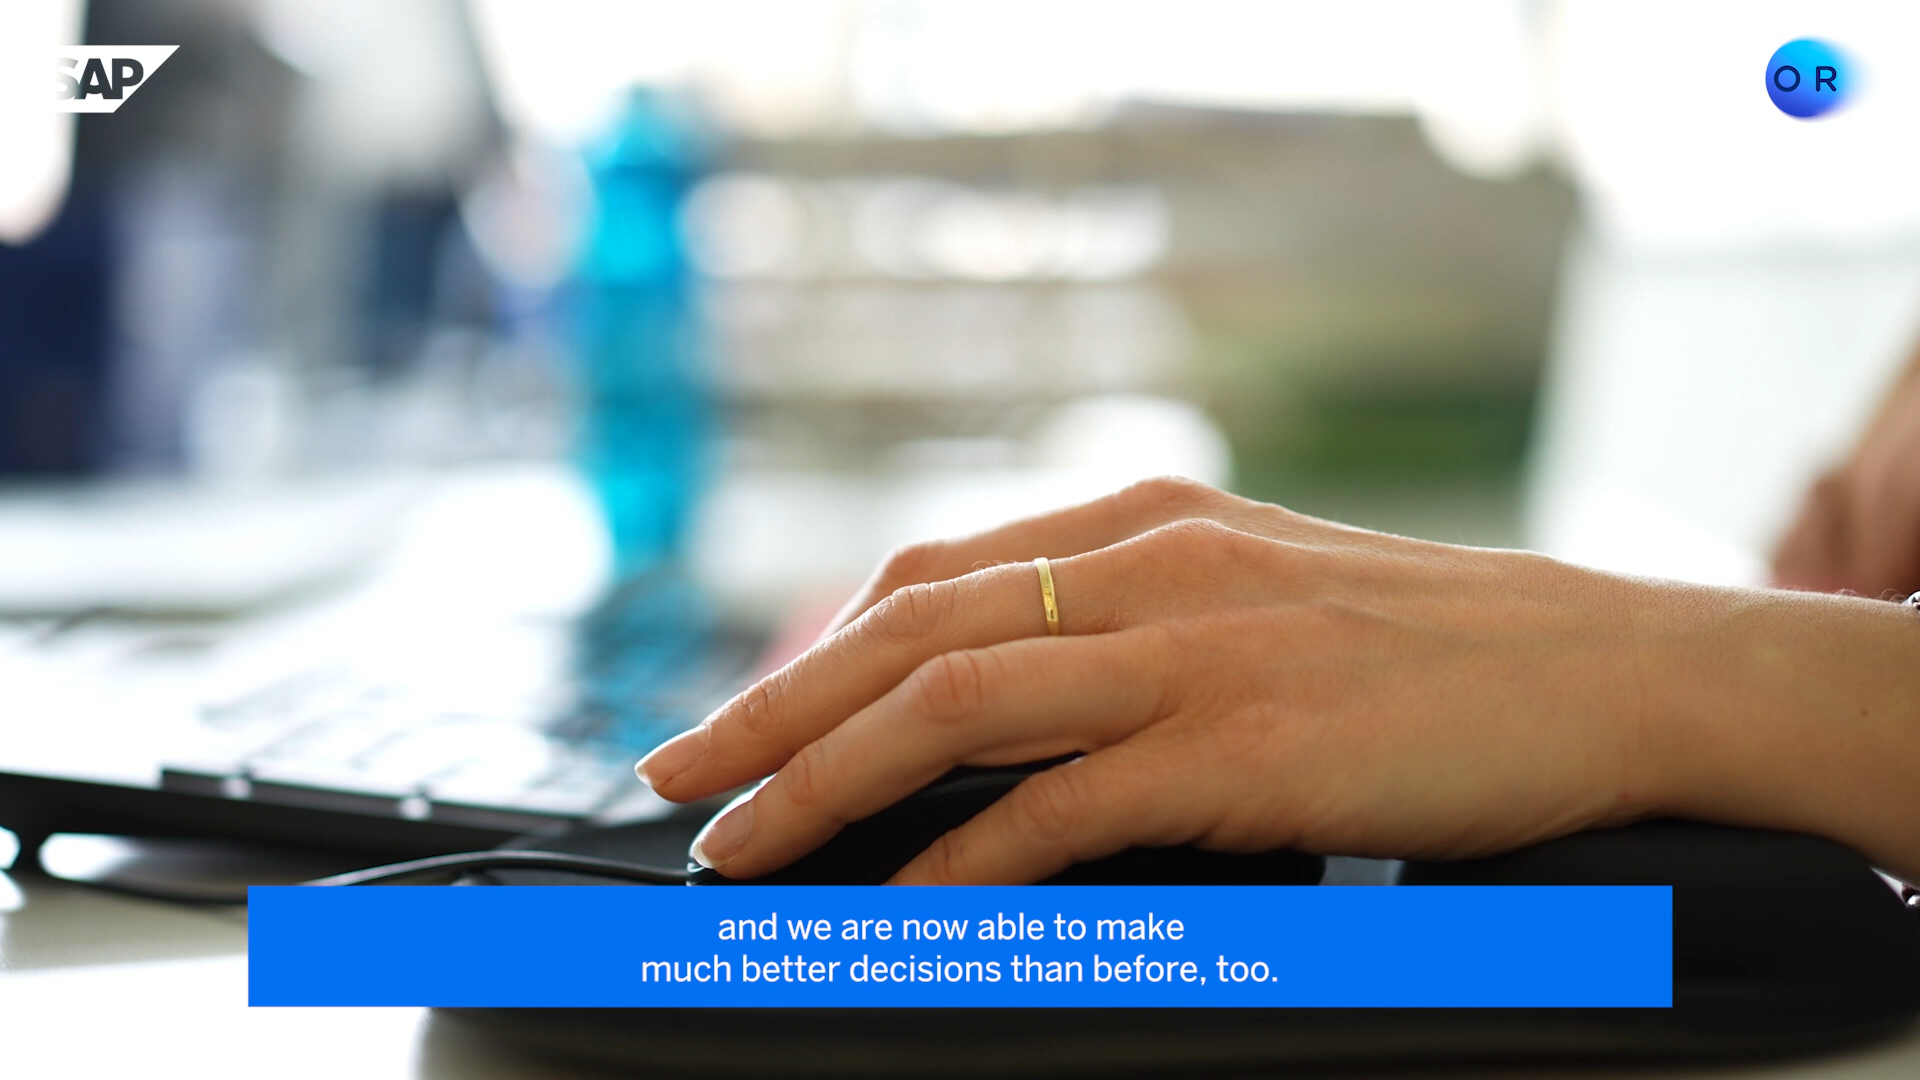 SAP
O R
and we are now able to make
much better decisions than before, too.